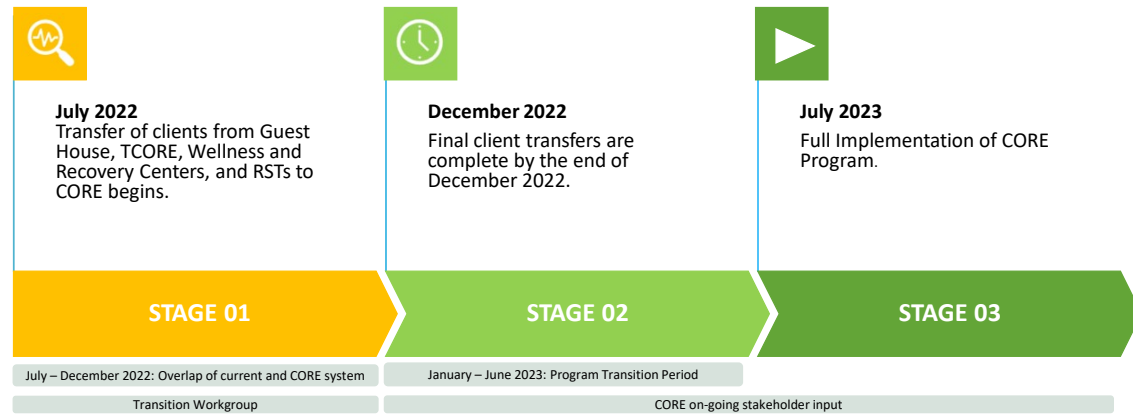 July 2022
Transfer of clients from Guest
House, TCORE, Wellness and
Recovery Centers, and RSTs to
CORE begins.
December 2022
Final client transfers are
complete by the end of
December 2022.
July 2023
Full Implementation of CORE
Program.
STAGE 01
STAGE 02
STAGE 03
July – December 2022: Overlap of current and CORE system
January – June 2023: Program Transition Period
Transition Workgroup
CORE on-going stakeholder input